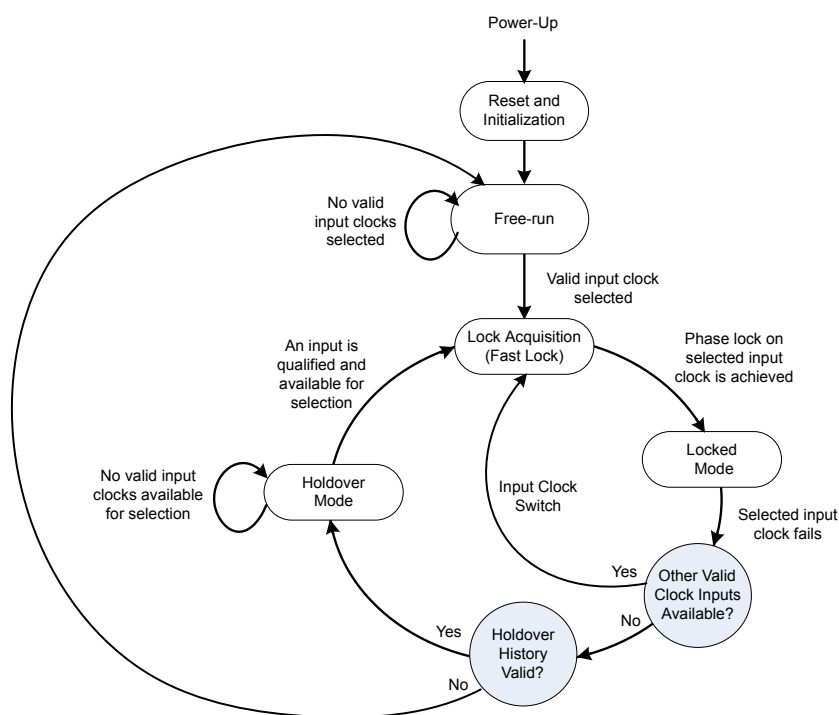 Power-Up
Reset and
Initialization
No valid
input clocks
selected
Free-run
Valid input clock
selected
An input is
qualified and
available for
selection
Lock Acquisition
(Fast Lock)
Phase lock on
selected input
clock is achieved
Locked
Mode
No valid input
clocks available
for selection
Holdover
Mode
Input Clock
Switch
Selected input
clock fails
Yes
Other Valid
Clock Inputs
Available?
No
Yes
Holdover
History
Valid?
No